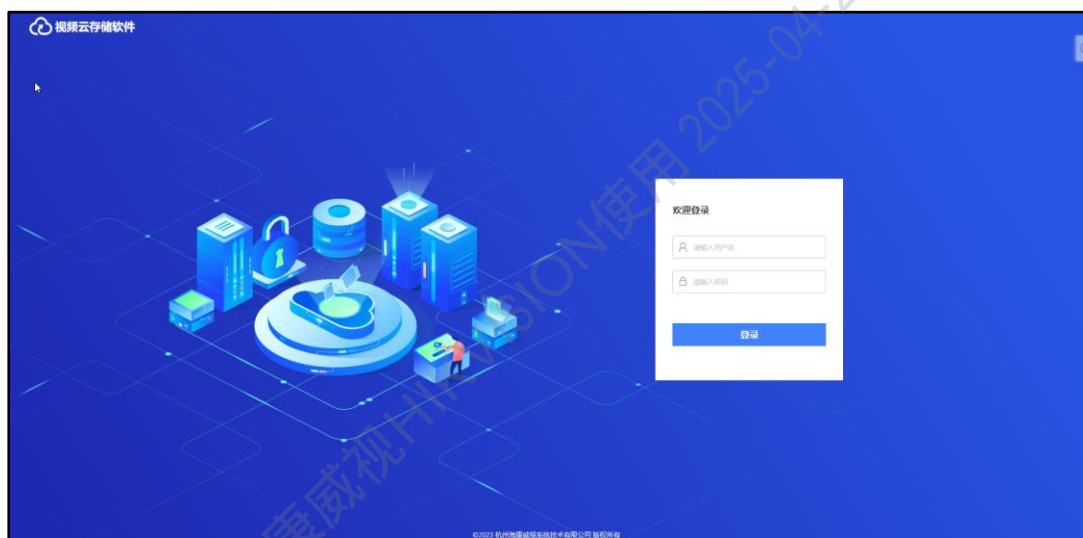 视频云存储软件
欢迎登录
请输入用户名
请输入密码
登录
康威视HIKVISION使用 2025-04-2
©2023 杭州海康威视系统技术有限公司 版权所有